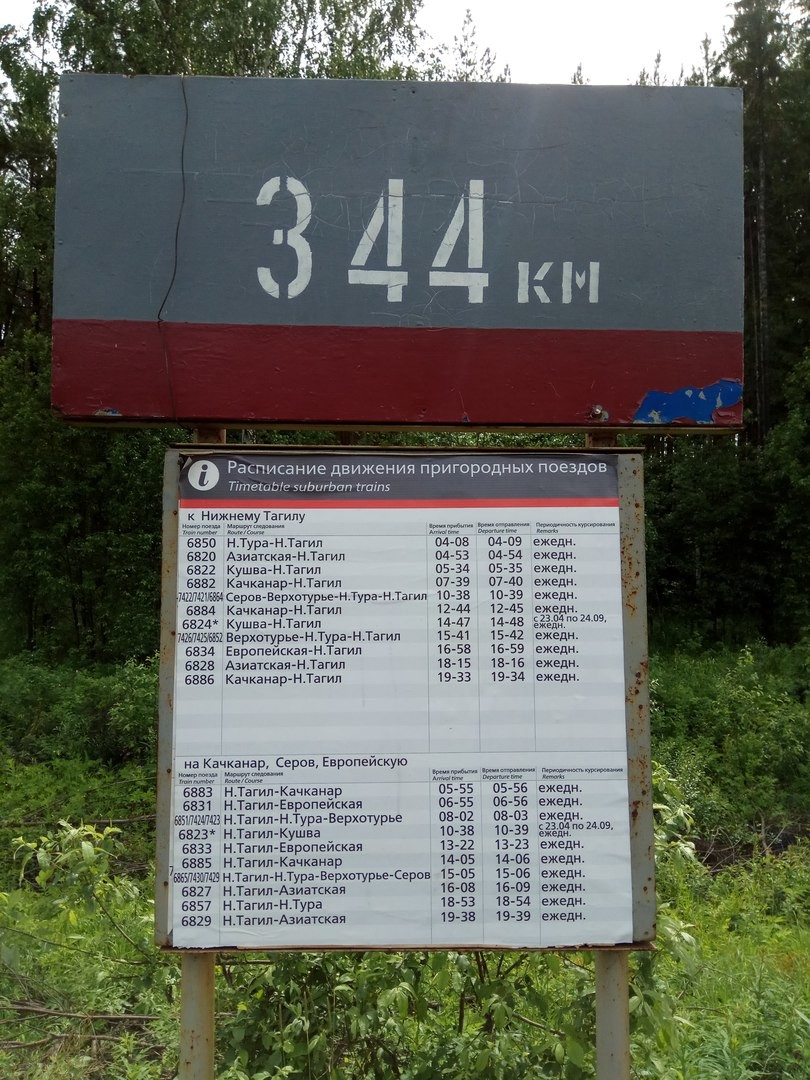 344 км
i Расписание движения пригородных поездов
Timetable suburban trains
к Нижнему Тагилу
Номер поезда Маршрут следования Время прибытия Время отправления Периодичность курсирования
Train number Route / Course Arrival time Departure time Remarks
6850 Н.Тура-Н.Тагил 04-08 04-09 ежедн.
6820 Азиатская-Н.Тагил 04-53 04-54 ежедн.
6822 Кушва-Н.Тагил 05-34 05-35 ежедн.
6882 Качканар-Н.Тагил 07-39 07-40 ежедн.
7422/7421/6864 Серов-Верхотурье-Н.Тура-Н.Тагил 10-38 10-39 ежедн.
6884 Качканар-Н.Тагил 12-44 12-45 ежедн.
6824* Кушва-Н.Тагил 14-47 14-48 с 23.04 по 24.09, ежедн.
7426/7425/6852 Верхотурье-Н.Тура-Н.Тагил 15-41 15-42 ежедн.
6834 Европейская-Н.Тагил 16-58 16-59 ежедн.
6828 Азиатская-Н.Тагил 18-15 18-16 ежедн.
6886 Качканар-Н.Тагил 19-33 19-34 ежедн.
на Качканар, Серов, Европейскую
Номер поезда Маршрут следования Время прибытия Время отправления Периодичность курсирования
Train number Route / Course Arrival time Departure time Remarks
6883 Н.Тагил-Качканар 05-55 05-56 ежедн.
6831 Н.Тагил-Европейская 06-55 06-56 ежедн.
6851/7424/7423 Н.Тагил-Н.Тура-Верхотурье 08-02 08-03 ежедн.
6823* Н.Тагил-Кушва 10-38 10-39 с 23.04 по 24.09, ежедн.
6833 Н.Тагил-Европейская 13-22 13-23 ежедн.
6885 Н.Тагил-Качканар 14-05 14-06 ежедн.
6865/7430/7429 Н.Тагил-Н.Тура-Верхотурье-Серов 15-05 15-06 ежедн.
6827 Н.Тагил-Азиатская 16-08 16-09 ежедн.
6857 Н.Тагил-Н.Тура 18-53 18-54 ежедн.
6829 Н.Тагил-Азиатская 19-38 19-39 ежедн.